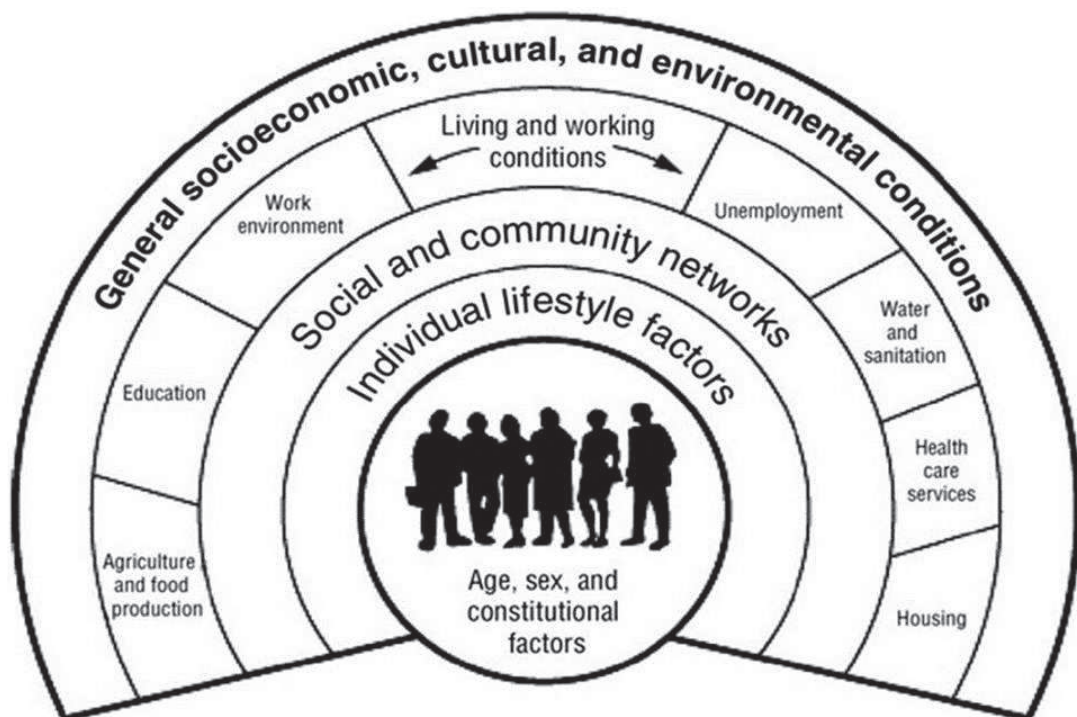 General socioeconomic, cultural, and environmental conditions
Living and working
conditions
Work
environment
Unemployment
Education
Water
and
sanitation
Agriculture
and food
production
Health
care
services
Housing
Social and community networks
Individual lifestyle factors
Age, sex, and
constitutional
factors